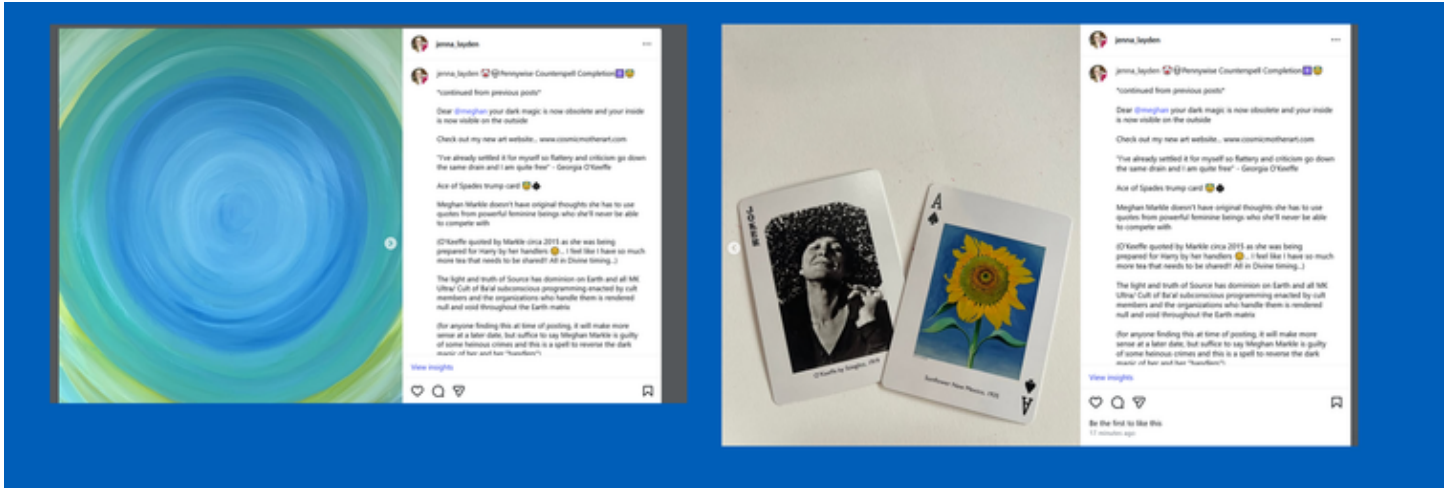 jenna_layden
jenna_layden 🤡💀Pennywise Counterspell Completion⚛️😇
*continued from previous posts*
Dear @meghan your dark magic is now obsolete and your inside
is now visible on the outside
Check out my new art website... www.cosmicmotherart.com
"I've already settled it for myself so flattery and criticism go down
the same drain and I am quite free" - Georgia O'Keeffe
Ace of Spades trump card 😇♠️
Meghan Markle doesn't have original thoughts she has to use
quotes from powerful feminine beings who she'll never be able
to compete with
(O'Keeffe quoted by Markle circa 2015 as she was being
prepared for Harry by her handlers 😳... I feel like I have so much
more tea that needs to be shared!! All in Divine timing...)
The light and truth of Source has dominion on Earth and all MK
Ultra/ Cult of Ba'al subconscious programming enacted by cult
members and the organizations who handle them is rendered
null and void throughout the Earth matrix
(for anyone finding this at time of posting, it will make more
sense at a later date, but suffice to say Meghan Markle is guilty
of some heinous crimes and this is a spell to reverse the dark
magic of her and her "handlers")
View insights
JOKER
O'Keeffe by Stieglitz, 1918
A
Sunflower New Mexico, 1935
A
jenna_layden
jenna_layden 🤡💀Pennywise Counterspell Completion⚛️😇
*continued from previous posts*
Dear @meghan your dark magic is now obsolete and your inside
is now visible on the outside
Check out my new art website... www.cosmicmotherart.com
"I've already settled it for myself so flattery and criticism go down
the same drain and I am quite free" - Georgia O'Keeffe
Ace of Spades trump card 😇♠️
Meghan Markle doesn't have original thoughts she has to use
quotes from powerful feminine beings who she'll never be able
to compete with
(O'Keeffe quoted by Markle circa 2015 as she was being
prepared for Harry by her handlers 😳... I feel like I have so much
more tea that needs to be shared!! All in Divine timing...)
The light and truth of Source has dominion on Earth and all MK
Ultra/ Cult of Ba'al subconscious programming enacted by cult
members and the organizations who handle them is rendered
null and void throughout the Earth matrix
(for anyone finding this at time of posting, it will make more
sense at a later date, but suffice to say Meghan Markle is guilty
of some heinous crimes and this is a spell to reverse the dark
magic of her and her "handlers")
View insights
Be the first to like this
minutes ago